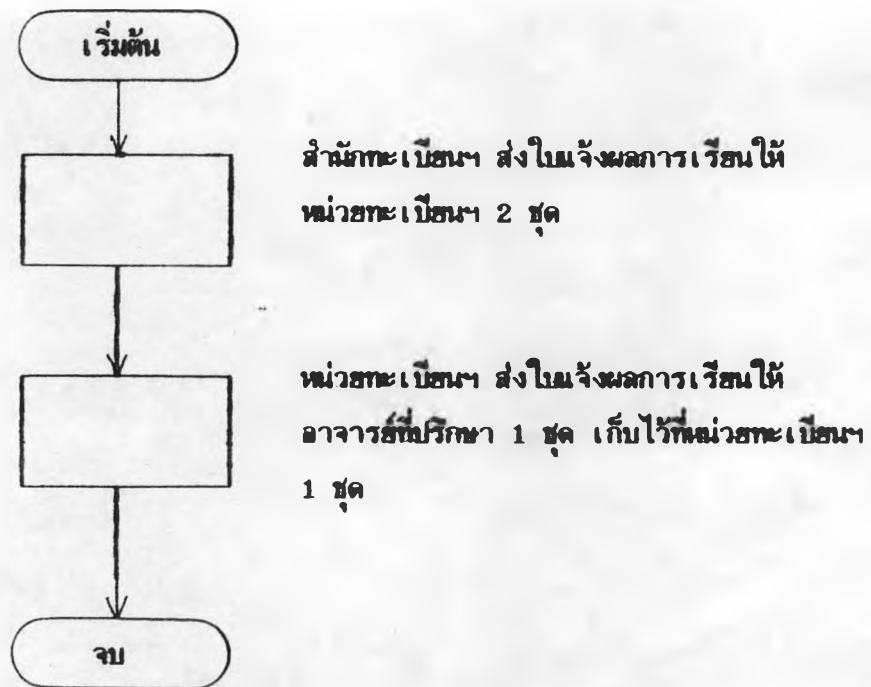 เริ่มต้น
สำนักทะเบียนฯ ส่งใบแจ้งผลการเรียนให้
หน่วยทะเบียนฯ 2 ชุด
หน่วยทะเบียนฯ ส่งใบแจ้งผลการเรียนให้
อาจารย์ที่ปรึกษา 1 ชุด เก็บไว้ที่หน่วยทะเบียนฯ
1 ชุด
จบ